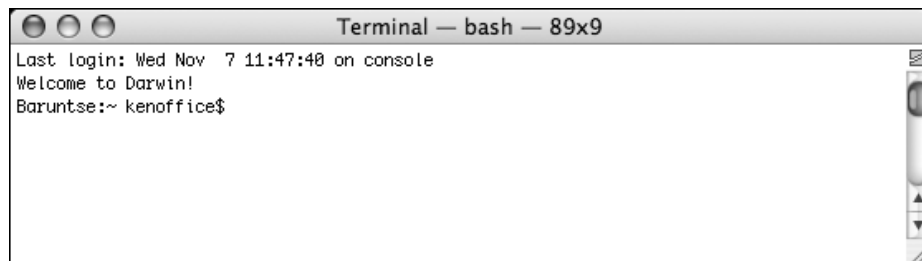 Terminal — bash — 89x9
Last login: Wed Nov  7 11:47:40 on console
Welcome to Darwin!
Baruntse:~ kenoffice$